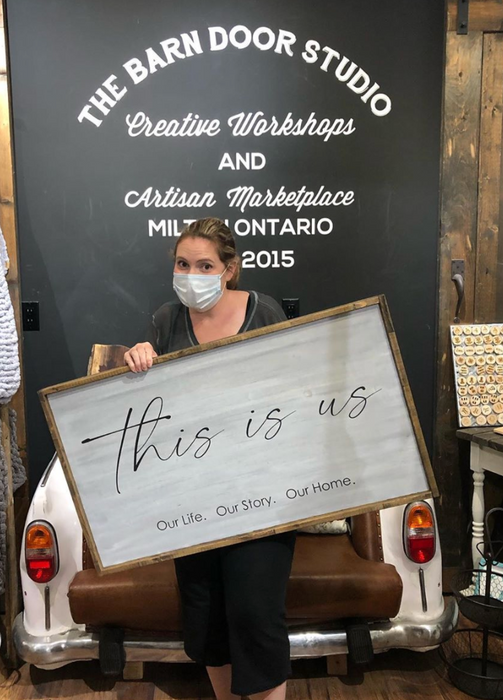 THE BARN DOOR STUDIO
Creative Workshops
AND
Artisan Marketplace
ONTARIO
2015
this is us
Our Life. Our Story. Our Home.